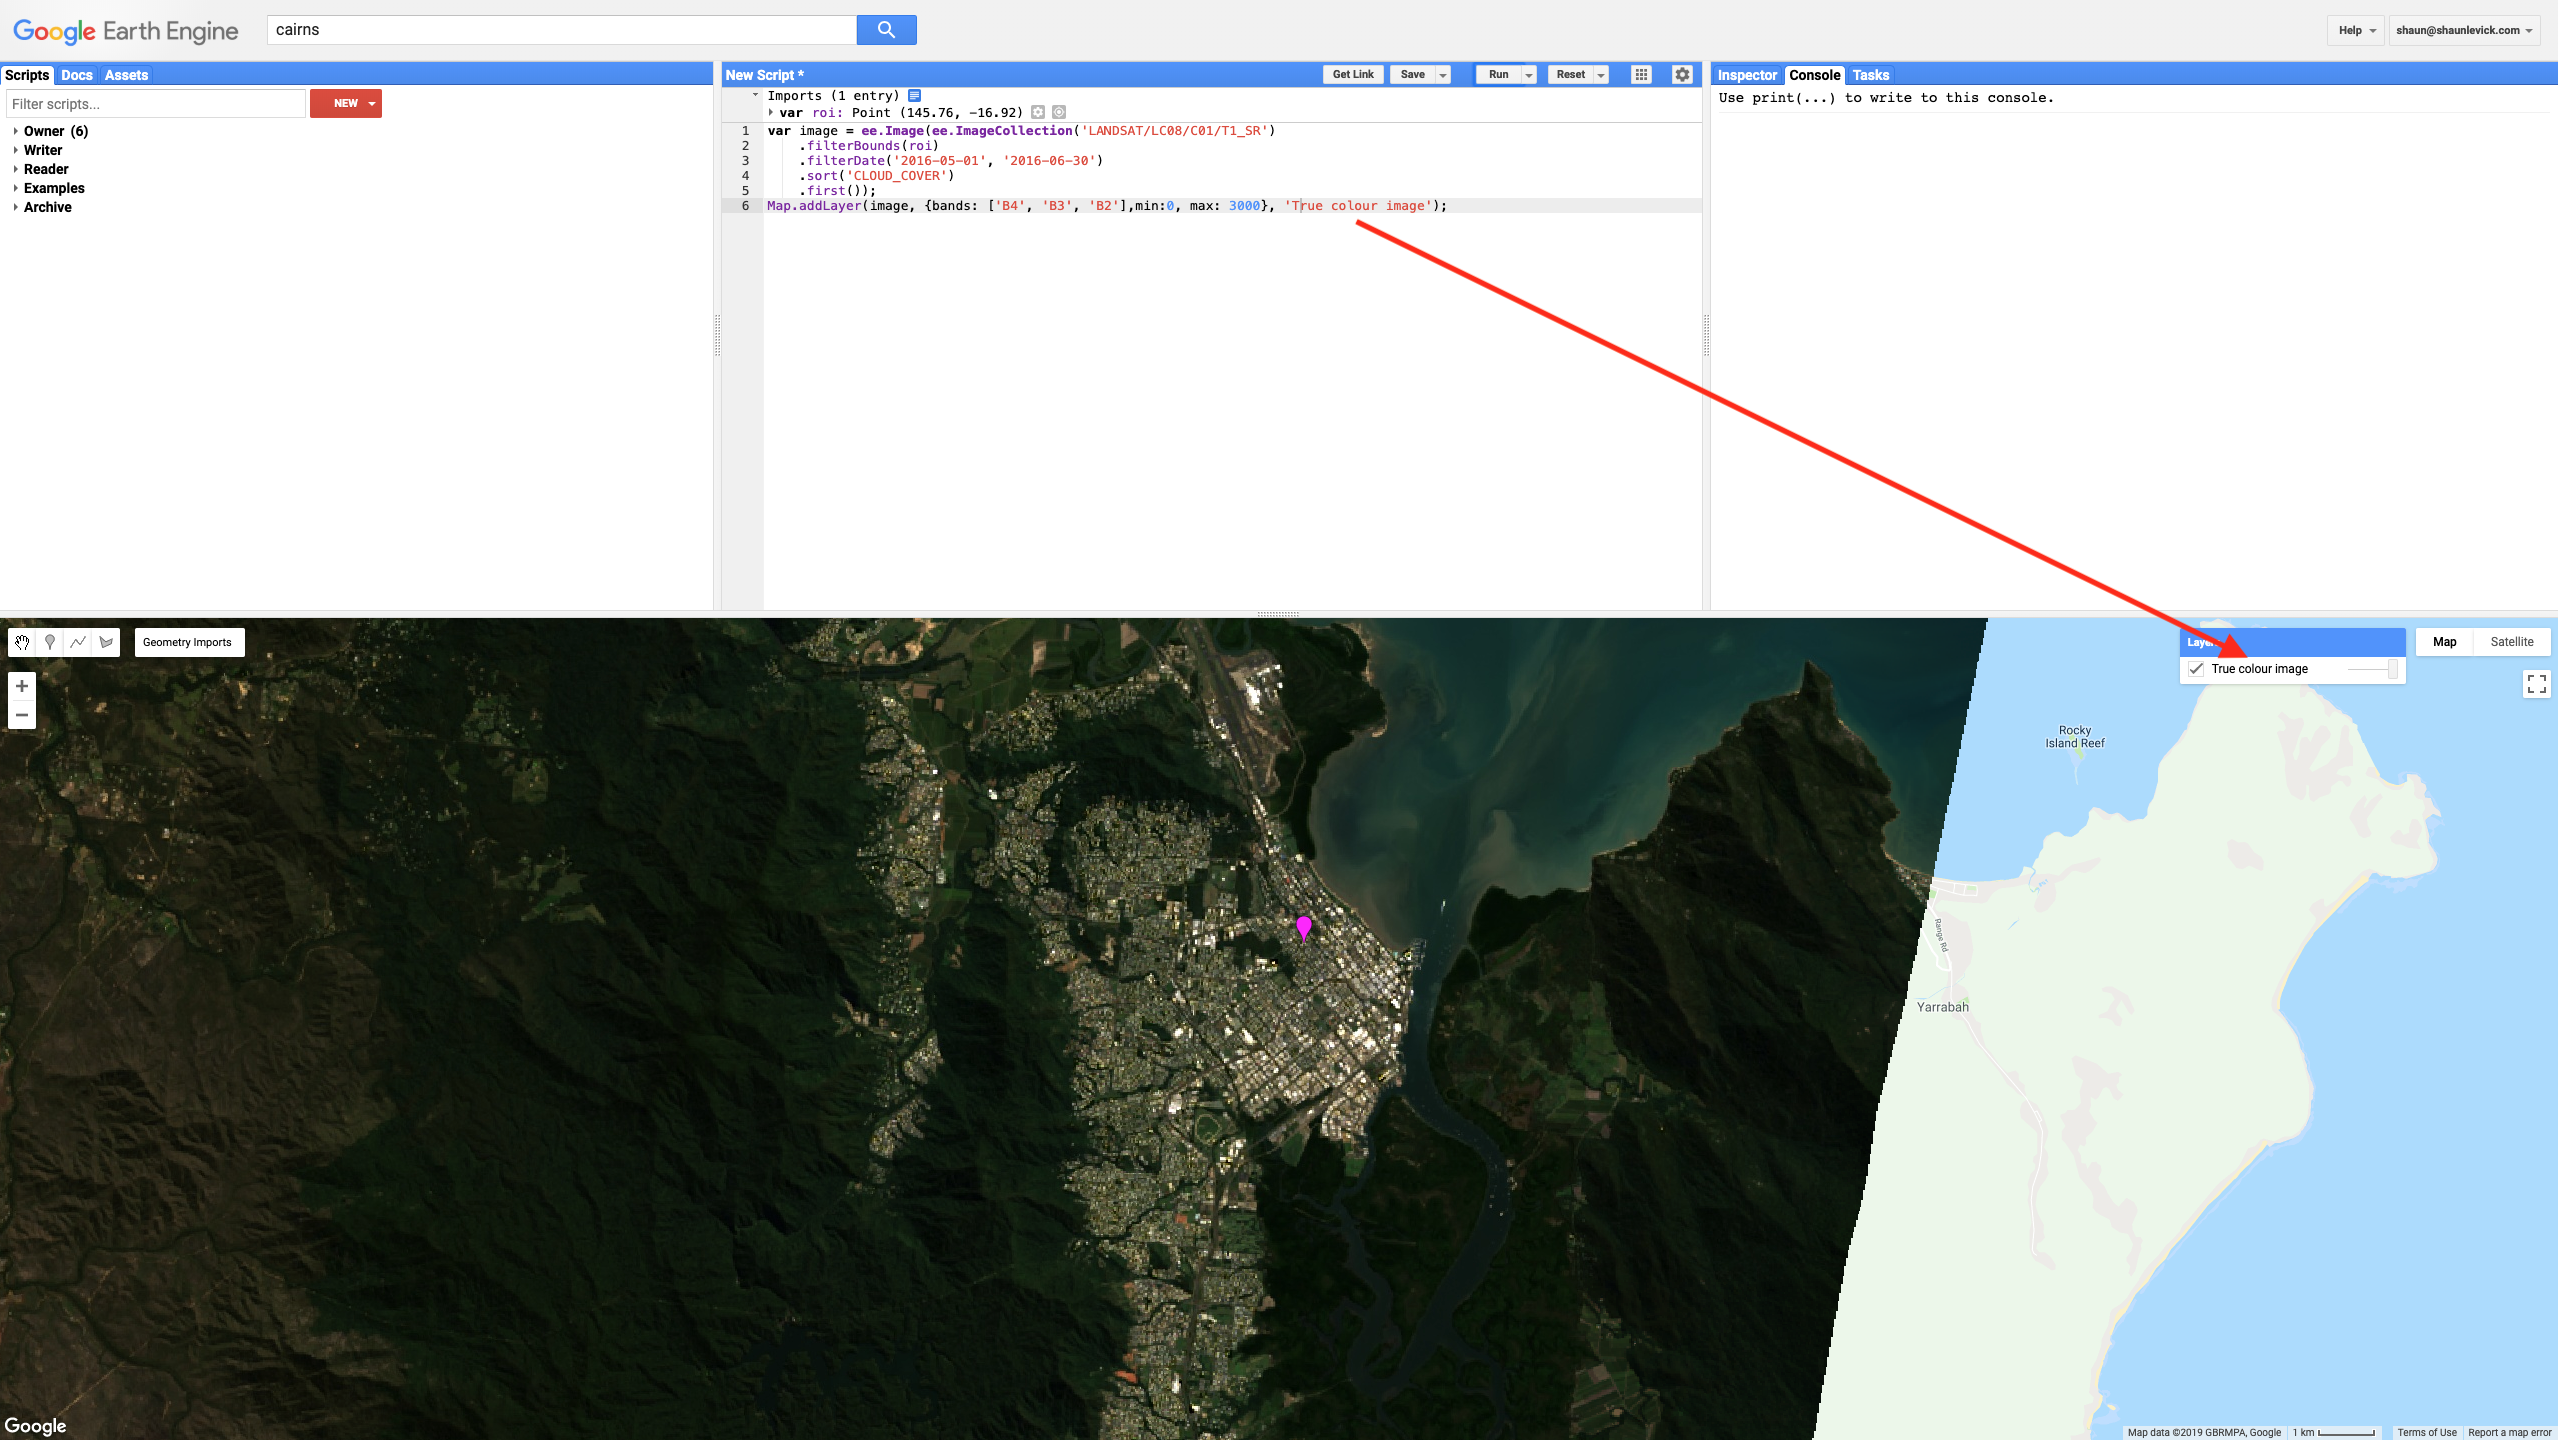 Google Earth Engine
cairns
Help
shaun@shaunlevick.com
Scripts Docs Assets
Filter scripts...
NEW
Owner (6)
Writer
Reader
Examples
Archive
New Script *
Get Link Save Run Reset
Imports (1 entry)
var roi: Point (145.76, -16.92)
1 var image = ee.Image(ee.ImageCollection('LANDSAT/LC08/C01/T1_SR')
2 .filterBounds(roi)
3 .filterDate('2016-05-01', '2016-06-30')
4 .sort('CLOUD_COVER')
5 .first());
6 Map.addLayer(image, {bands: ['B4', 'B3', 'B2'],min:0, max: 3000}, 'True colour image');
Inspector Console Tasks
Use print(...) to write to this console.
Geometry Imports
True colour image
Map Satellite
Rocky
Island Reef
Range Rd
Yarrabah
Google
Map data ©2019 GBRMPA, Google 1 km Terms of Use Report a map error